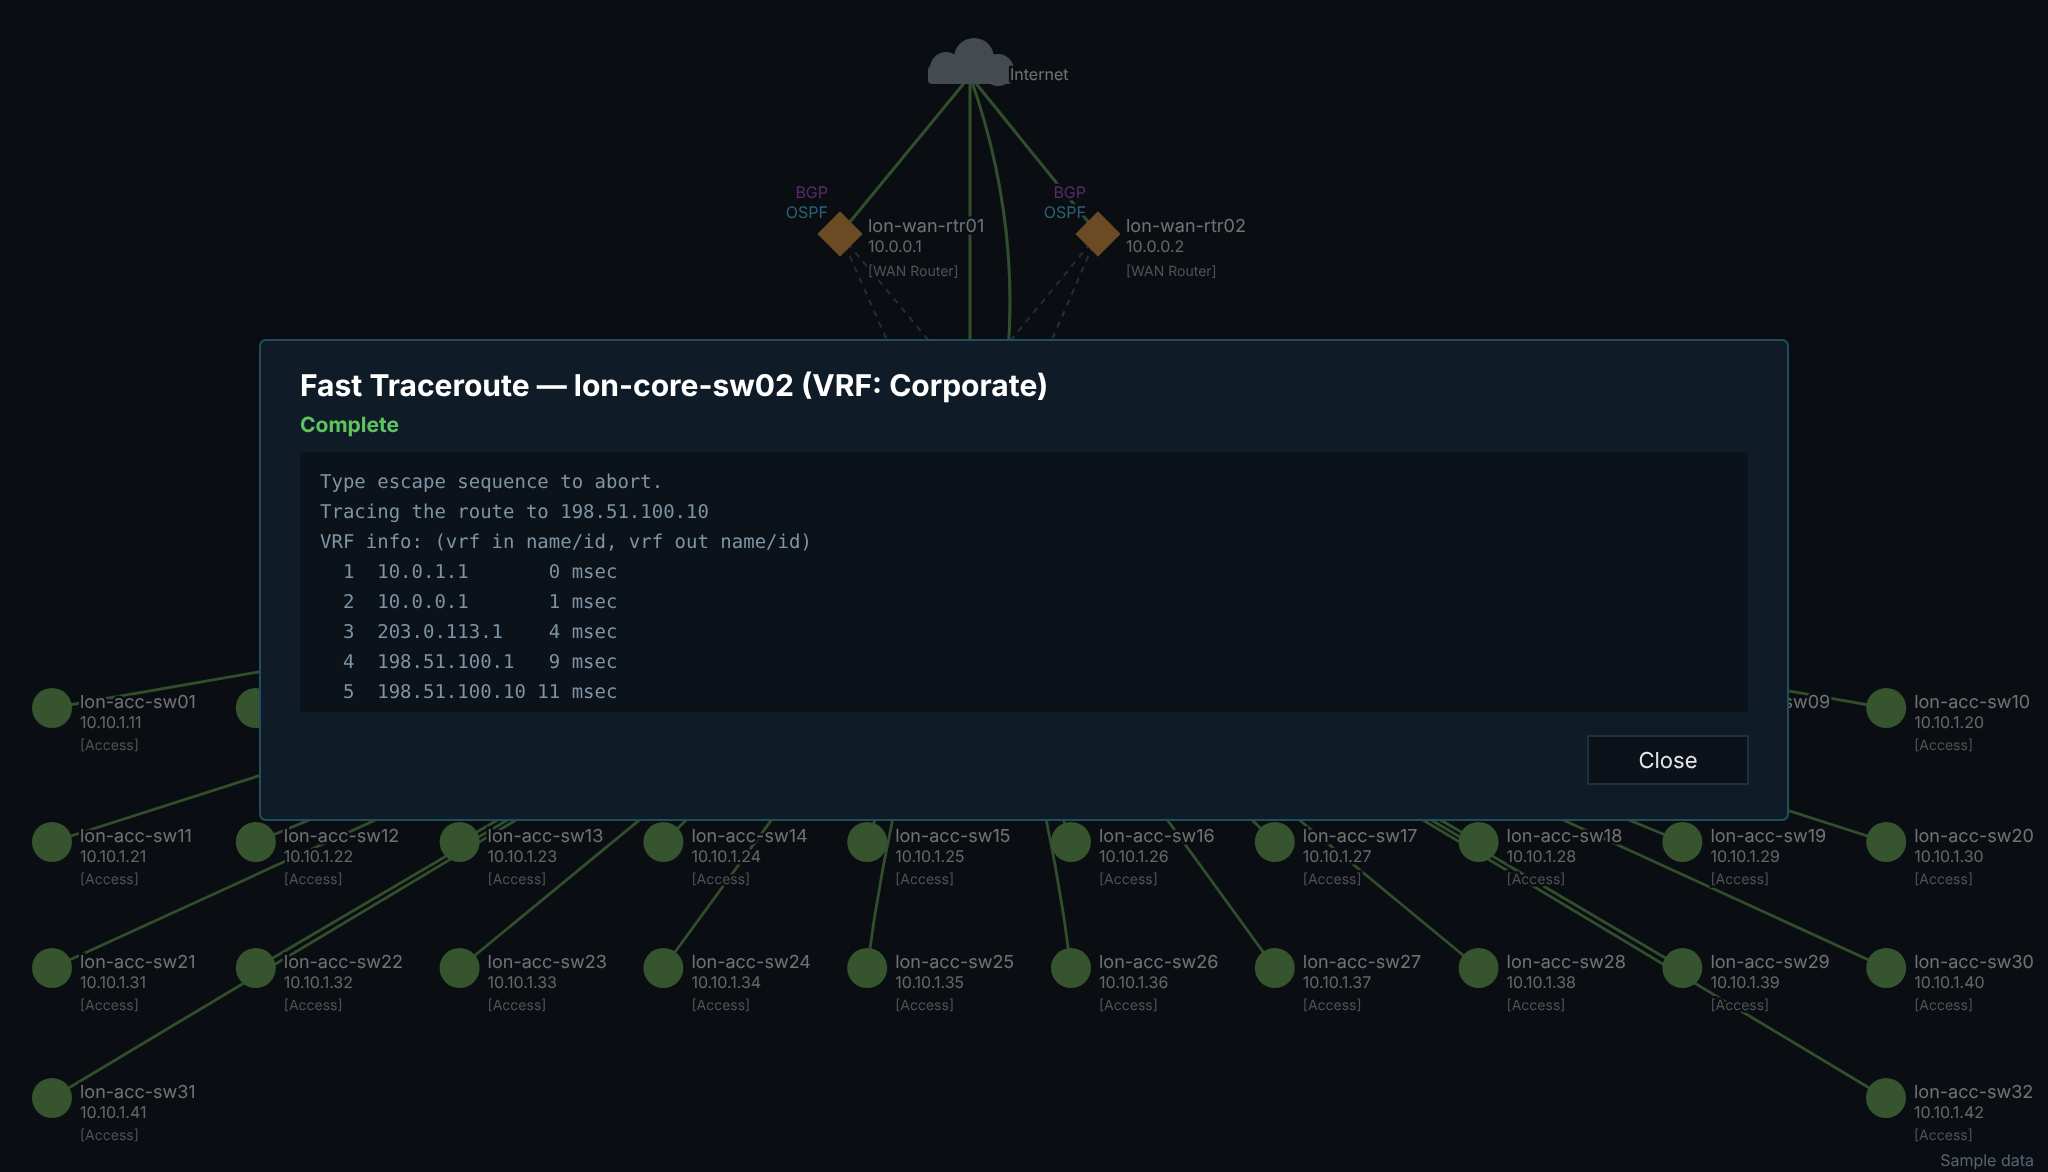 Internet
BGP
OSPF
lon-wan-rtr01
10.0.0.1
[WAN Router]
BGP
OSPF
lon-wan-rtr02
10.0.0.2
[WAN Router]
Fast Traceroute — lon-core-sw02 (VRF: Corporate)
Complete
Type escape sequence to abort.
Tracing the route to 198.51.100.10
VRF info: (vrf in name/id, vrf out name/id)
1 10.0.1.1 0 msec
2 10.0.0.1 1 msec
3 203.0.113.1 4 msec
4 198.51.100.1 9 msec
5 198.51.100.10 11 msec
Close
lon-acc-sw01
10.10.1.11
[Access]
sw09
lon-acc-sw10
10.10.1.20
[Access]
lon-acc-sw11
10.10.1.21
[Access]
lon-acc-sw12
10.10.1.22
[Access]
lon-acc-sw13
10.10.1.23
[Access]
lon-acc-sw14
10.10.1.24
[Access]
lon-acc-sw15
10.10.1.25
[Access]
lon-acc-sw16
10.10.1.26
[Access]
lon-acc-sw17
10.10.1.27
[Access]
lon-acc-sw18
10.10.1.28
[Access]
lon-acc-sw19
10.10.1.29
[Access]
lon-acc-sw20
10.10.1.30
[Access]
lon-acc-sw21
10.10.1.31
[Access]
lon-acc-sw22
10.10.1.32
[Access]
lon-acc-sw23
10.10.1.33
[Access]
lon-acc-sw24
10.10.1.34
[Access]
lon-acc-sw25
10.10.1.35
[Access]
lon-acc-sw26
10.10.1.36
[Access]
lon-acc-sw27
10.10.1.37
[Access]
lon-acc-sw28
10.10.1.38
[Access]
lon-acc-sw29
10.10.1.39
[Access]
lon-acc-sw30
10.10.1.40
[Access]
lon-acc-sw31
10.10.1.41
[Access]
lon-acc-sw32
10.10.1.42
[Access]
Sample data